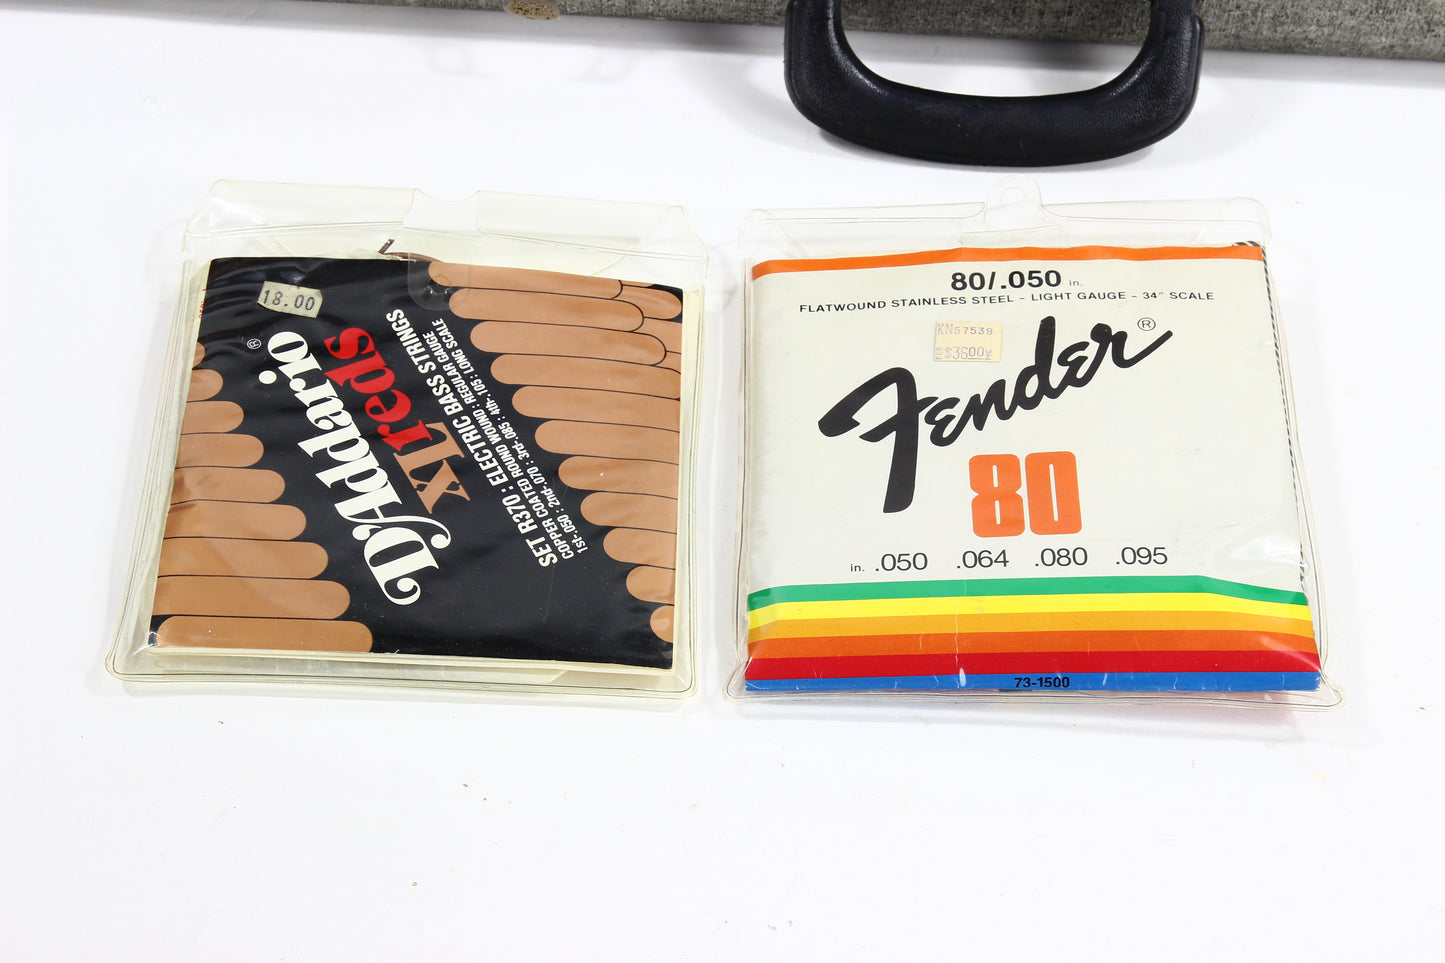 18.00
D'Addario®
XL reds
SET R370 : ELECTRIC BASS STRINGS
COPPER COATED ROUND WOUND : REGULAR GAUGE
1st-.050 : 2nd-.070 : 3rd-.085 : 4th-.105 : LONG SCALE
80/.050 in.
FLATWOUND STAINLESS STEEL - LIGHT GAUGE - 34" SCALE
KN57539
$36.00
Fender®
80
in. .050 .064 .080 .095
73-1500